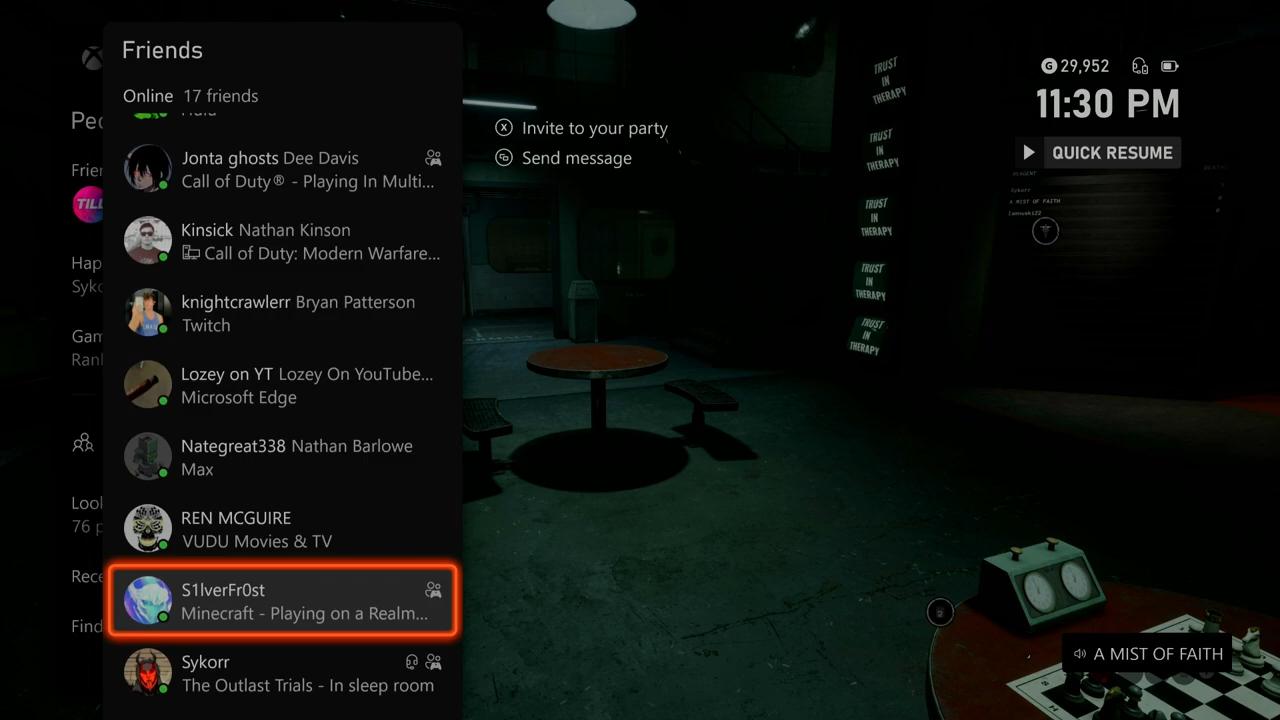 Friends
Online 17 friends
Jonta ghosts Dee Davis
Call of Duty® - Playing In Multi...
Kinsick Nathan Kinson
Call of Duty: Modern Warfare...
knightcrawlerr Bryan Patterson
Twitch
Lozey on YT Lozey On YouTube...
Microsoft Edge
Nategreat338 Nathan Barlowe
Max
REN MCGUIRE
VUDU Movies & TV
S1lverFr0st
Minecraft - Playing on a Realm...
Sykorr
The Outlast Trials - In sleep room
Invite to your party
Send message
TRUST
IN
THERAPY
TRUST
IN
THERAPY
TRUST
IN
THERAPY
TRUST
IN
THERAPY
TRUST
IN
THERAPY
G 29,952
11:30 PM
QUICK RESUME
Sykorr
A MIST OF FAITH
A MIST OF FAITH